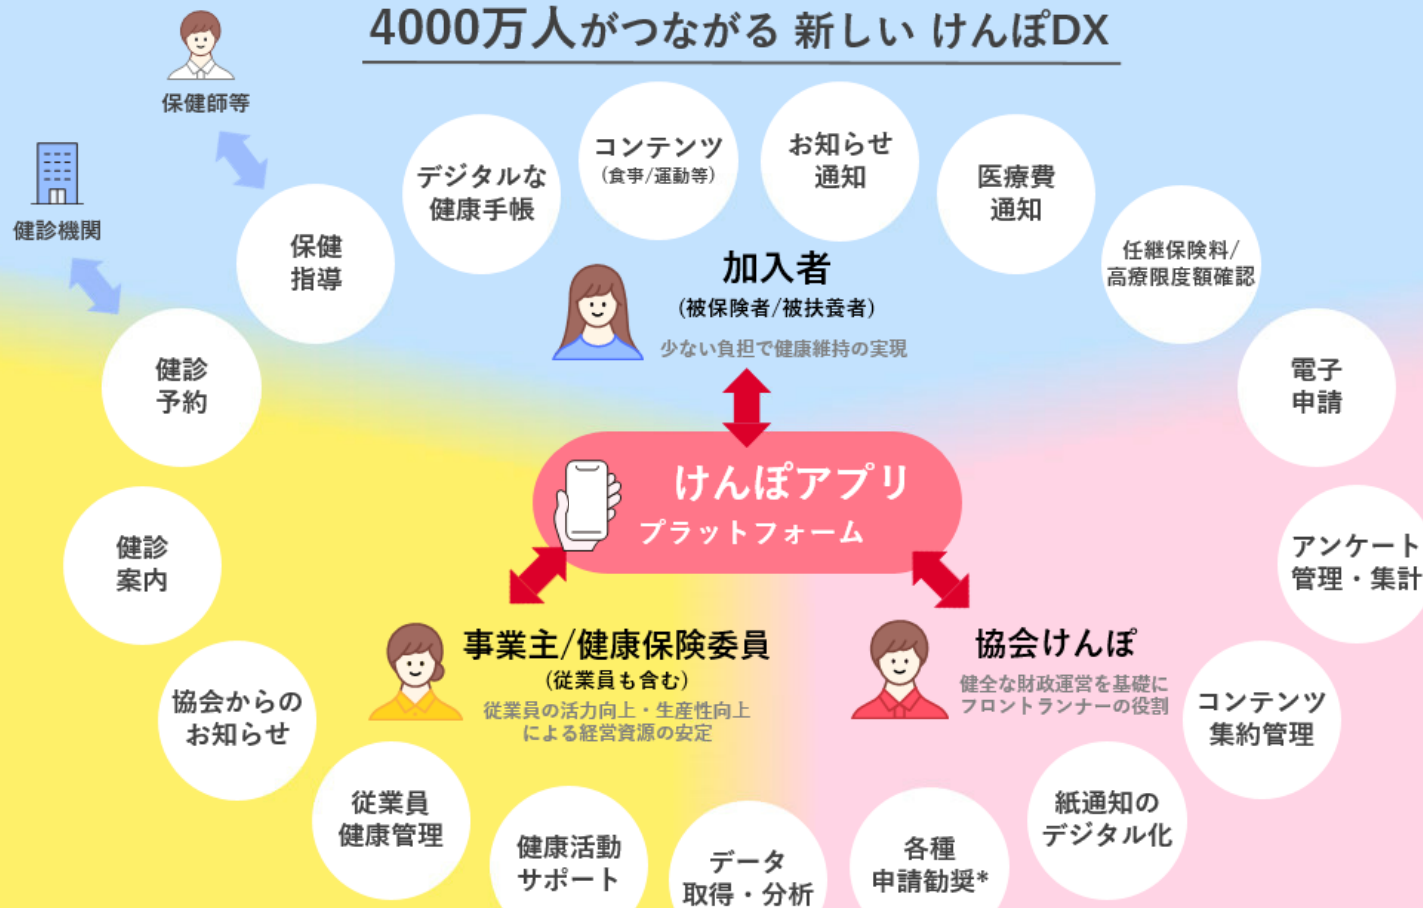 4000万人がつながる 新しい けんぽDX
保健師等
健診機関
保健
指導
デジタルな
健康手帳
コンテンツ
(食事/運動等)
お知らせ
通知
医療費
通知
任継保険料/
高療限度額確認
加入者
(被保険者/被扶養者)
少ない負担で健康維持の実現
健診
予約
電子
申請
けんぽアプリ
プラットフォーム
健診
案内
アンケート
管理・集計
事業主/健康保険委員
(従業員も含む)
従業員の活力向上・生産性向上
による経営資源の安定
協会けんぽ
健全な財政運営を基礎に
フロントランナーの役割
協会からの
お知らせ
コンテンツ
集約管理
従業員
健康管理
健康活動
サポート
データ
取得・分析
各種
申請勧奨*
紙通知の
デジタル化